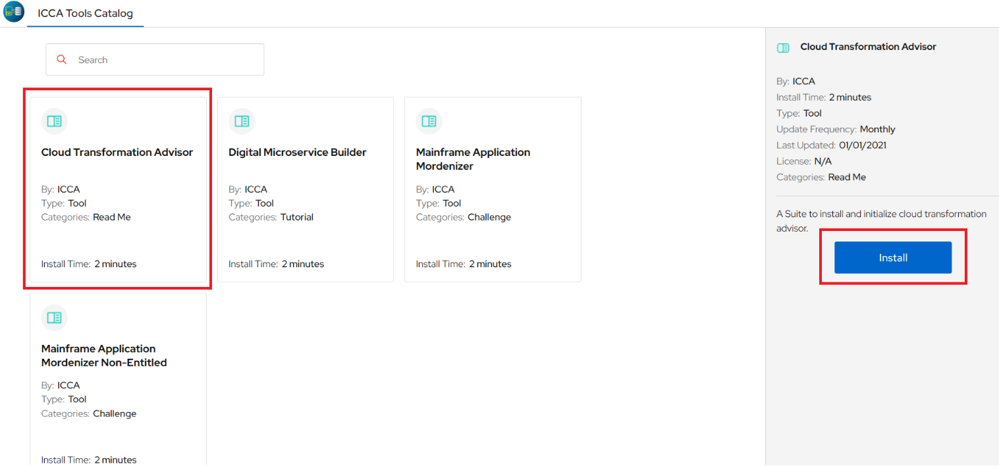 ICCA Tools Catalog
Search
Cloud Transformation Advisor
By: ICCA
Type: Tool
Categories: Read Me
Install Time: 2 minutes
Digital Microservice Builder
By: ICCA
Type: Tool
Categories: Tutorial
Install Time: 2 minutes
Mainframe Application
Mordenizer
By: ICCA
Type: Tool
Categories: Challenge
Install Time: 2 minutes
Mainframe Application
Mordenizer Non-Entitled
By: ICCA
Type: Tool
Categories: Challenge
Install Time: 2 minutes
Cloud Transformation Advisor
By: ICCA
Install Time: 2 minutes
Type: Tool
Update Frequency: Monthly
Last Updated: 01/01/2021
License: N/A
Categories: Read Me
A Suite to install and initialize cloud transformation
advisor.
Install